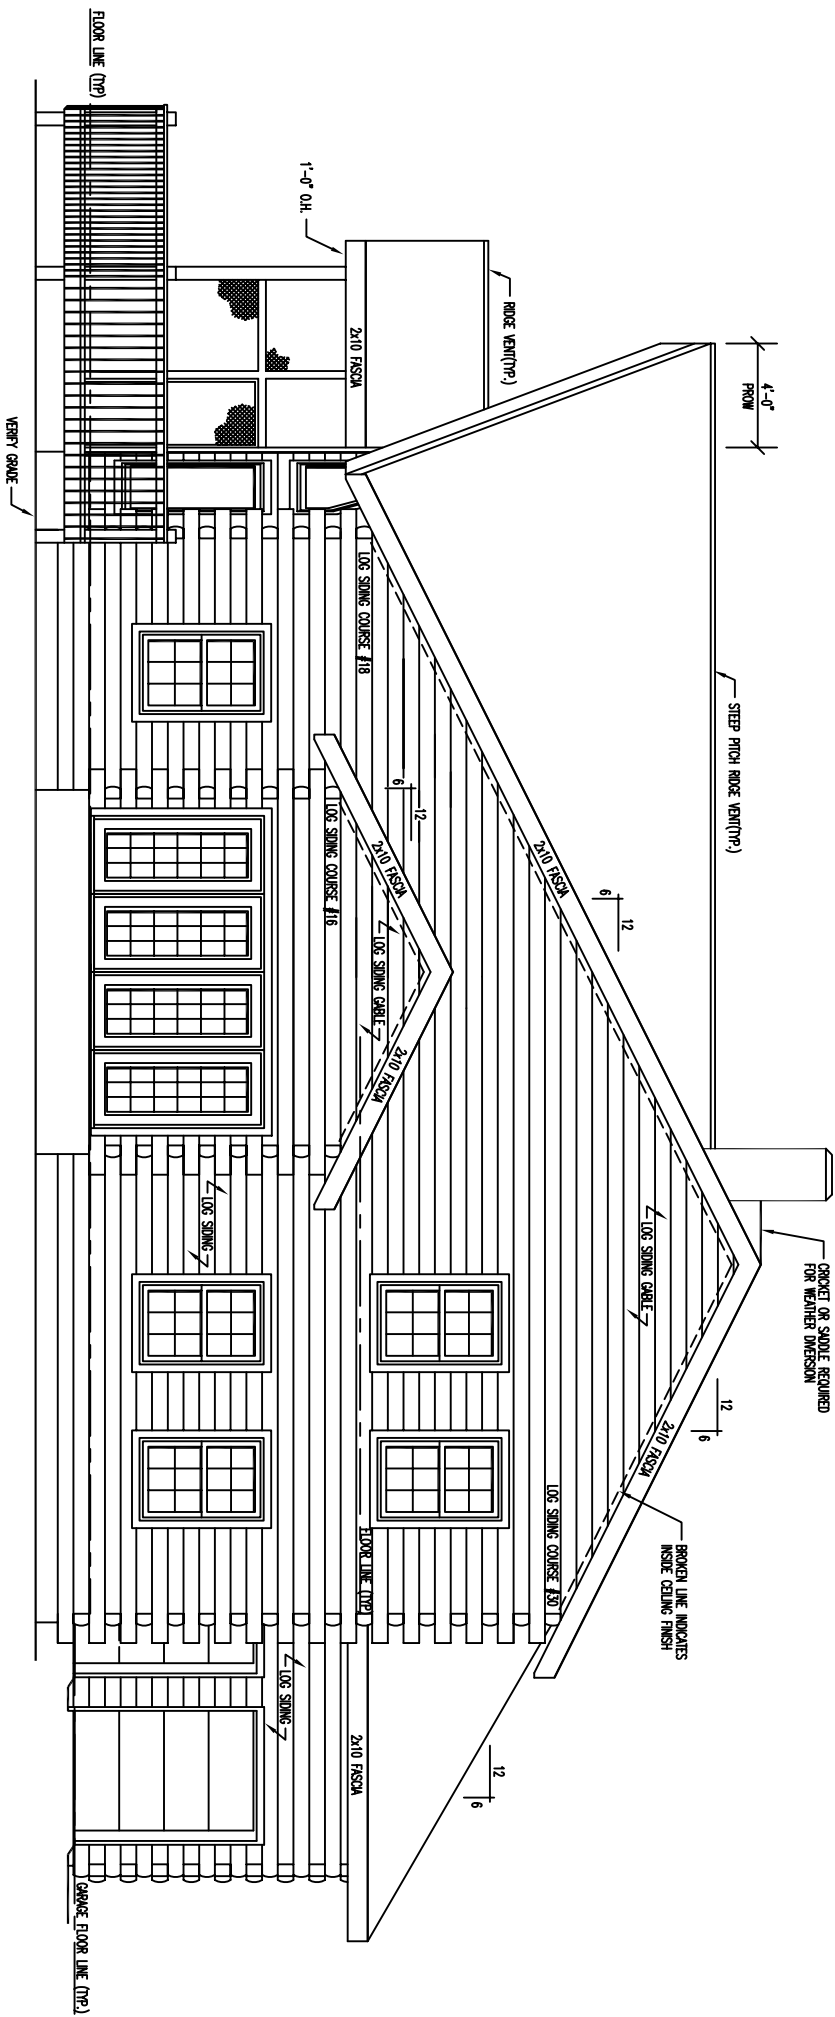 CRICKET OR SADDLE REQUIRED
FOR WEATHER DIVERSION
4'-0"
PROW
STEEP PITCH RIDGE VENT(TYP.)
12
6
2x10 FASCIA
BROKEN LINE INDICATES
INSIDE CEILING FINISH
LOG SIDING GABLE
12
6
2x10 FASCIA
LOG SIDING COURSE #30
RIDGE VENT(TYP.)
12
6
12
6
1'-0" O.H.
2x10 FASCIA
LOG SIDING COURSE #18
2x10 FASCIA
LOG SIDING GABLE
2x10 FASCIA
FLOOR LINE (TYP)
2x10 FASCIA
LOG SIDING COURSE #16
LOG SIDING
LOG SIDING
FLOOR LINE (TYP)
GARAGE FLOOR LINE (TYP.)
VERIFY GRADE